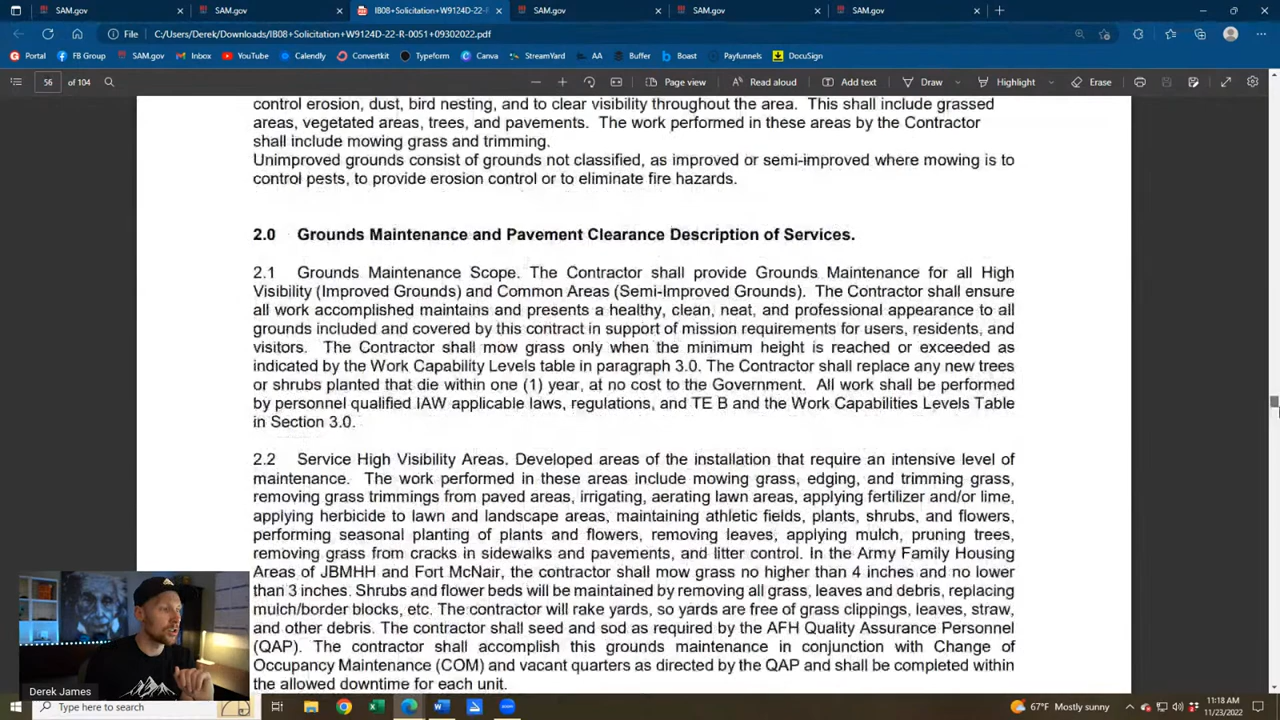 SAM.gov
SAM.gov
IB08+Solicitation+W9124D-22-R-
SAM.gov
SAM.gov
SAM.gov
File
C:/Users/Derek/Downloads/IB08+Solicitation+W9124D-22-R-0051+09302022.pdf
Portal
FB Group
SAM.gov
Inbox
YouTube
Calendly
Convertkit
Typeform
Canva
StreamYard
AA
Buffer
Boast
Payfunnels
DocuSign
56 of 104
Page view
Read aloud
Add text
Draw
Highlight
Erase
control erosion, dust, bird nesting, and to clear visibility throughout the area. This shall include grassed
areas, vegetated areas, trees, and pavements. The work performed in these areas by the Contractor
shall include mowing grass and trimming.
Unimproved grounds consist of grounds not classified, as improved or semi-improved where mowing is to
control pests, to provide erosion control or to eliminate fire hazards.
2.0 Grounds Maintenance and Pavement Clearance Description of Services.
2.1 Grounds Maintenance Scope. The Contractor shall provide Grounds Maintenance for all High
Visibility (Improved Grounds) and Common Areas (Semi-Improved Grounds). The Contractor shall ensure
all work accomplished maintains and presents a healthy, clean, neat, and professional appearance to all
grounds included and covered by this contract in support of mission requirements for users, residents, and
visitors. The Contractor shall mow grass only when the minimum height is reached or exceeded as
indicated by the Work Capability Levels table in paragraph 3.0. The Contractor shall replace any new trees
or shrubs planted that die within one (1) year, at no cost to the Government. All work shall be performed
by personnel qualified IAW applicable laws, regulations, and TE B and the Work Capabilities Levels Table
in Section 3.0.
2.2 Service High Visibility Areas. Developed areas of the installation that require an intensive level of
maintenance. The work performed in these areas include mowing grass, edging, and trimming grass,
removing grass trimmings from paved areas, irrigating, aerating lawn areas, applying fertilizer and/or lime,
applying herbicide to lawn and landscape areas, maintaining athletic fields, plants, shrubs, and flowers,
performing seasonal planting of plants and flowers, removing leaves, applying mulch, pruning trees,
removing grass from cracks in sidewalks and pavements, and litter control. In the Army Family Housing
Areas of JBMHH and Fort McNair, the contractor shall mow grass no higher than 4 inches and no lower
than 3 inches. Shrubs and flower beds will be maintained by removing all grass, leaves and debris, replacing
mulch/border blocks, etc. The contractor will rake yards, so yards are free of grass clippings, leaves, straw,
and other debris. The contractor shall seed and sod as required by the AFH Quality Assurance Personnel
(QAP). The contractor shall accomplish this grounds maintenance in conjunction with Change of
Occupancy Maintenance (COM) and vacant quarters as directed by the QAP and shall be completed within
the allowed downtime for each unit.
Derek James
Type here to search
67°F Mostly sunny
11:18 AM
11/23/2022